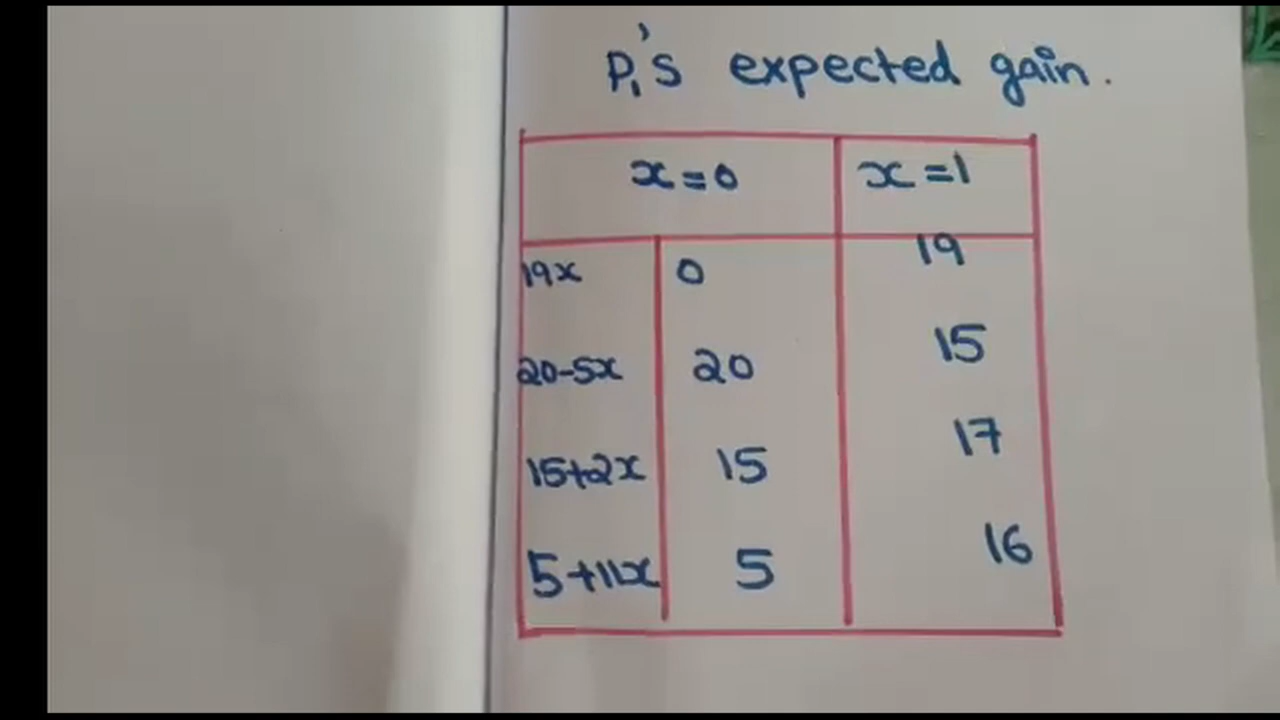 P₁'s expected gain.
x=0 x=1
19x 0 19
20-5x 20 15
15+2x 15 17
5+11x 5 16